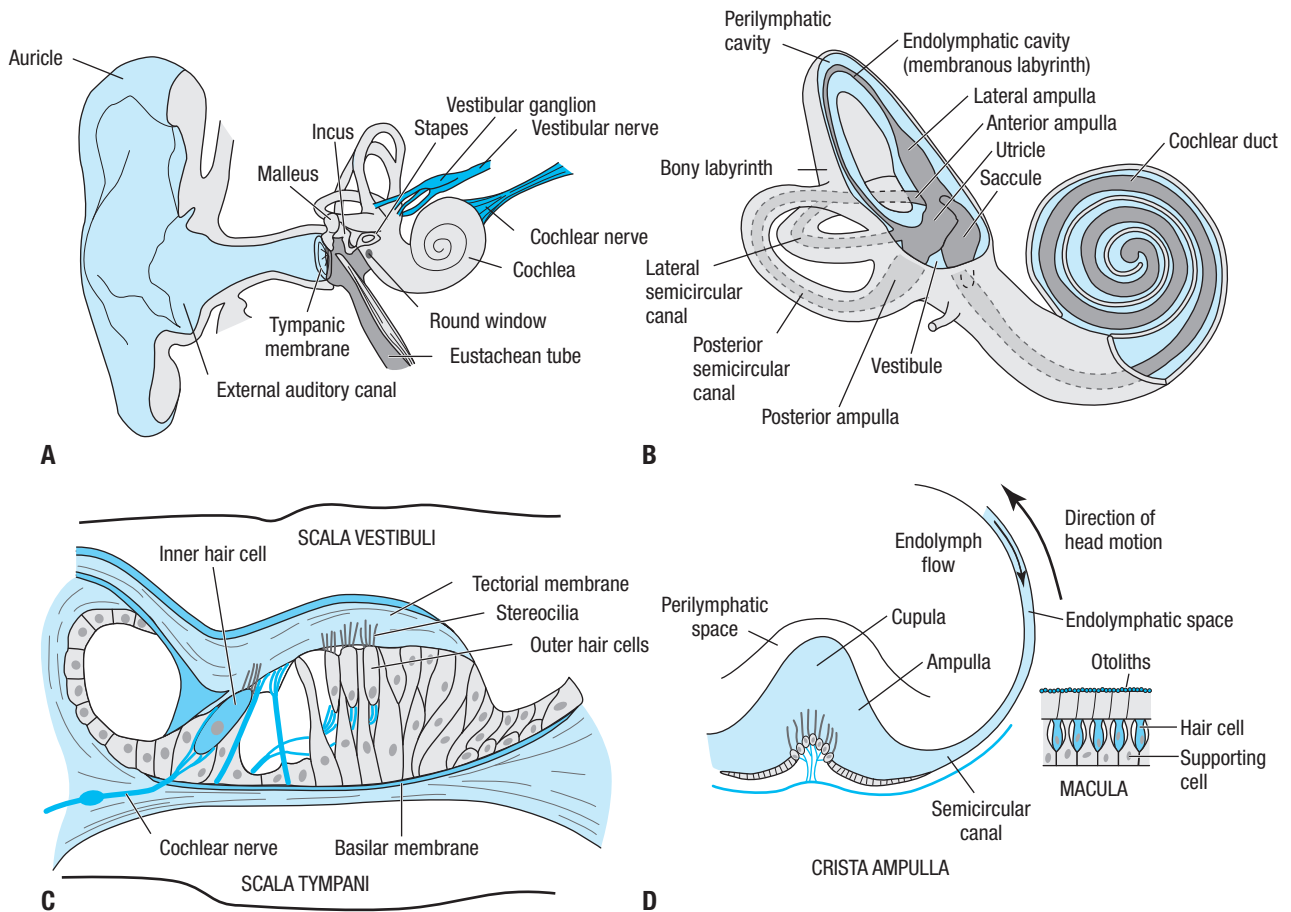 Auricle
Incus
Malleus
Vestibular ganglion
Stapes
Vestibular nerve
Cochlear nerve
Cochlea
Round window
Eustachean tube
Tympanic
membrane
External auditory canal
A
Perilymphatic
cavity
Endolymphatic cavity
(membranous labyrinth)
Lateral ampulla
Anterior ampulla
Utricle
Saccule
Cochlear duct
Bony labyrinth
Lateral
semicircular
canal
Posterior
semicircular
canal
Posterior ampulla
Vestibule
B
SCALA VESTIBULI
Inner hair cell
Tectorial membrane
Stereocilia
Outer hair cells
Cochlear nerve
Basilar membrane
SCALA TYMPANI
C
Direction of
head motion
Endolymph
flow
Perilymphatic
space
Cupula
Endolymphatic space
Ampulla
Otoliths
Hair cell
Supporting
cell
MACULA
Semicircular
canal
CRISTA AMPULLA
D